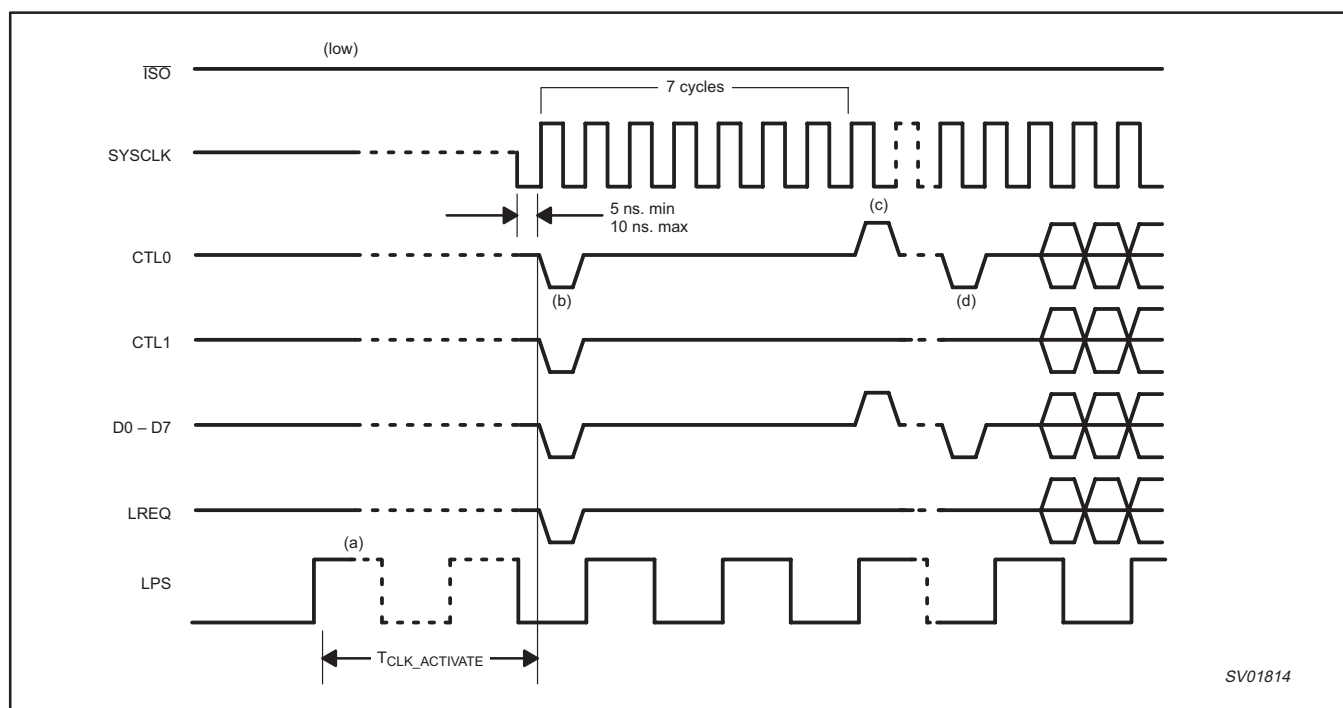 (low)
ISO
7 cycles
SYSCLK
5 ns. min
10 ns. max
(c)
CTL0
(b)
(d)
CTL1
D0 – D7
LREQ
(a)
LPS
TCLK_ACTIVATE
SV01814